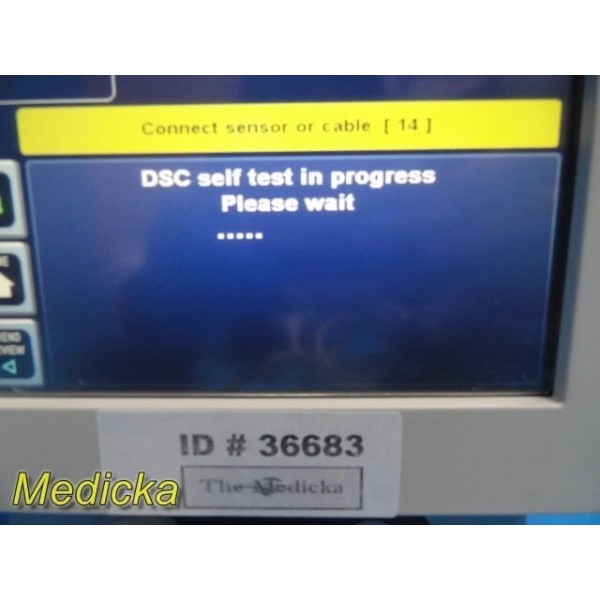 Connect sensor or cable [ 14 ]
DSC self test in progress
Please wait
.....
ID # 36683
The Medicka
Medicka